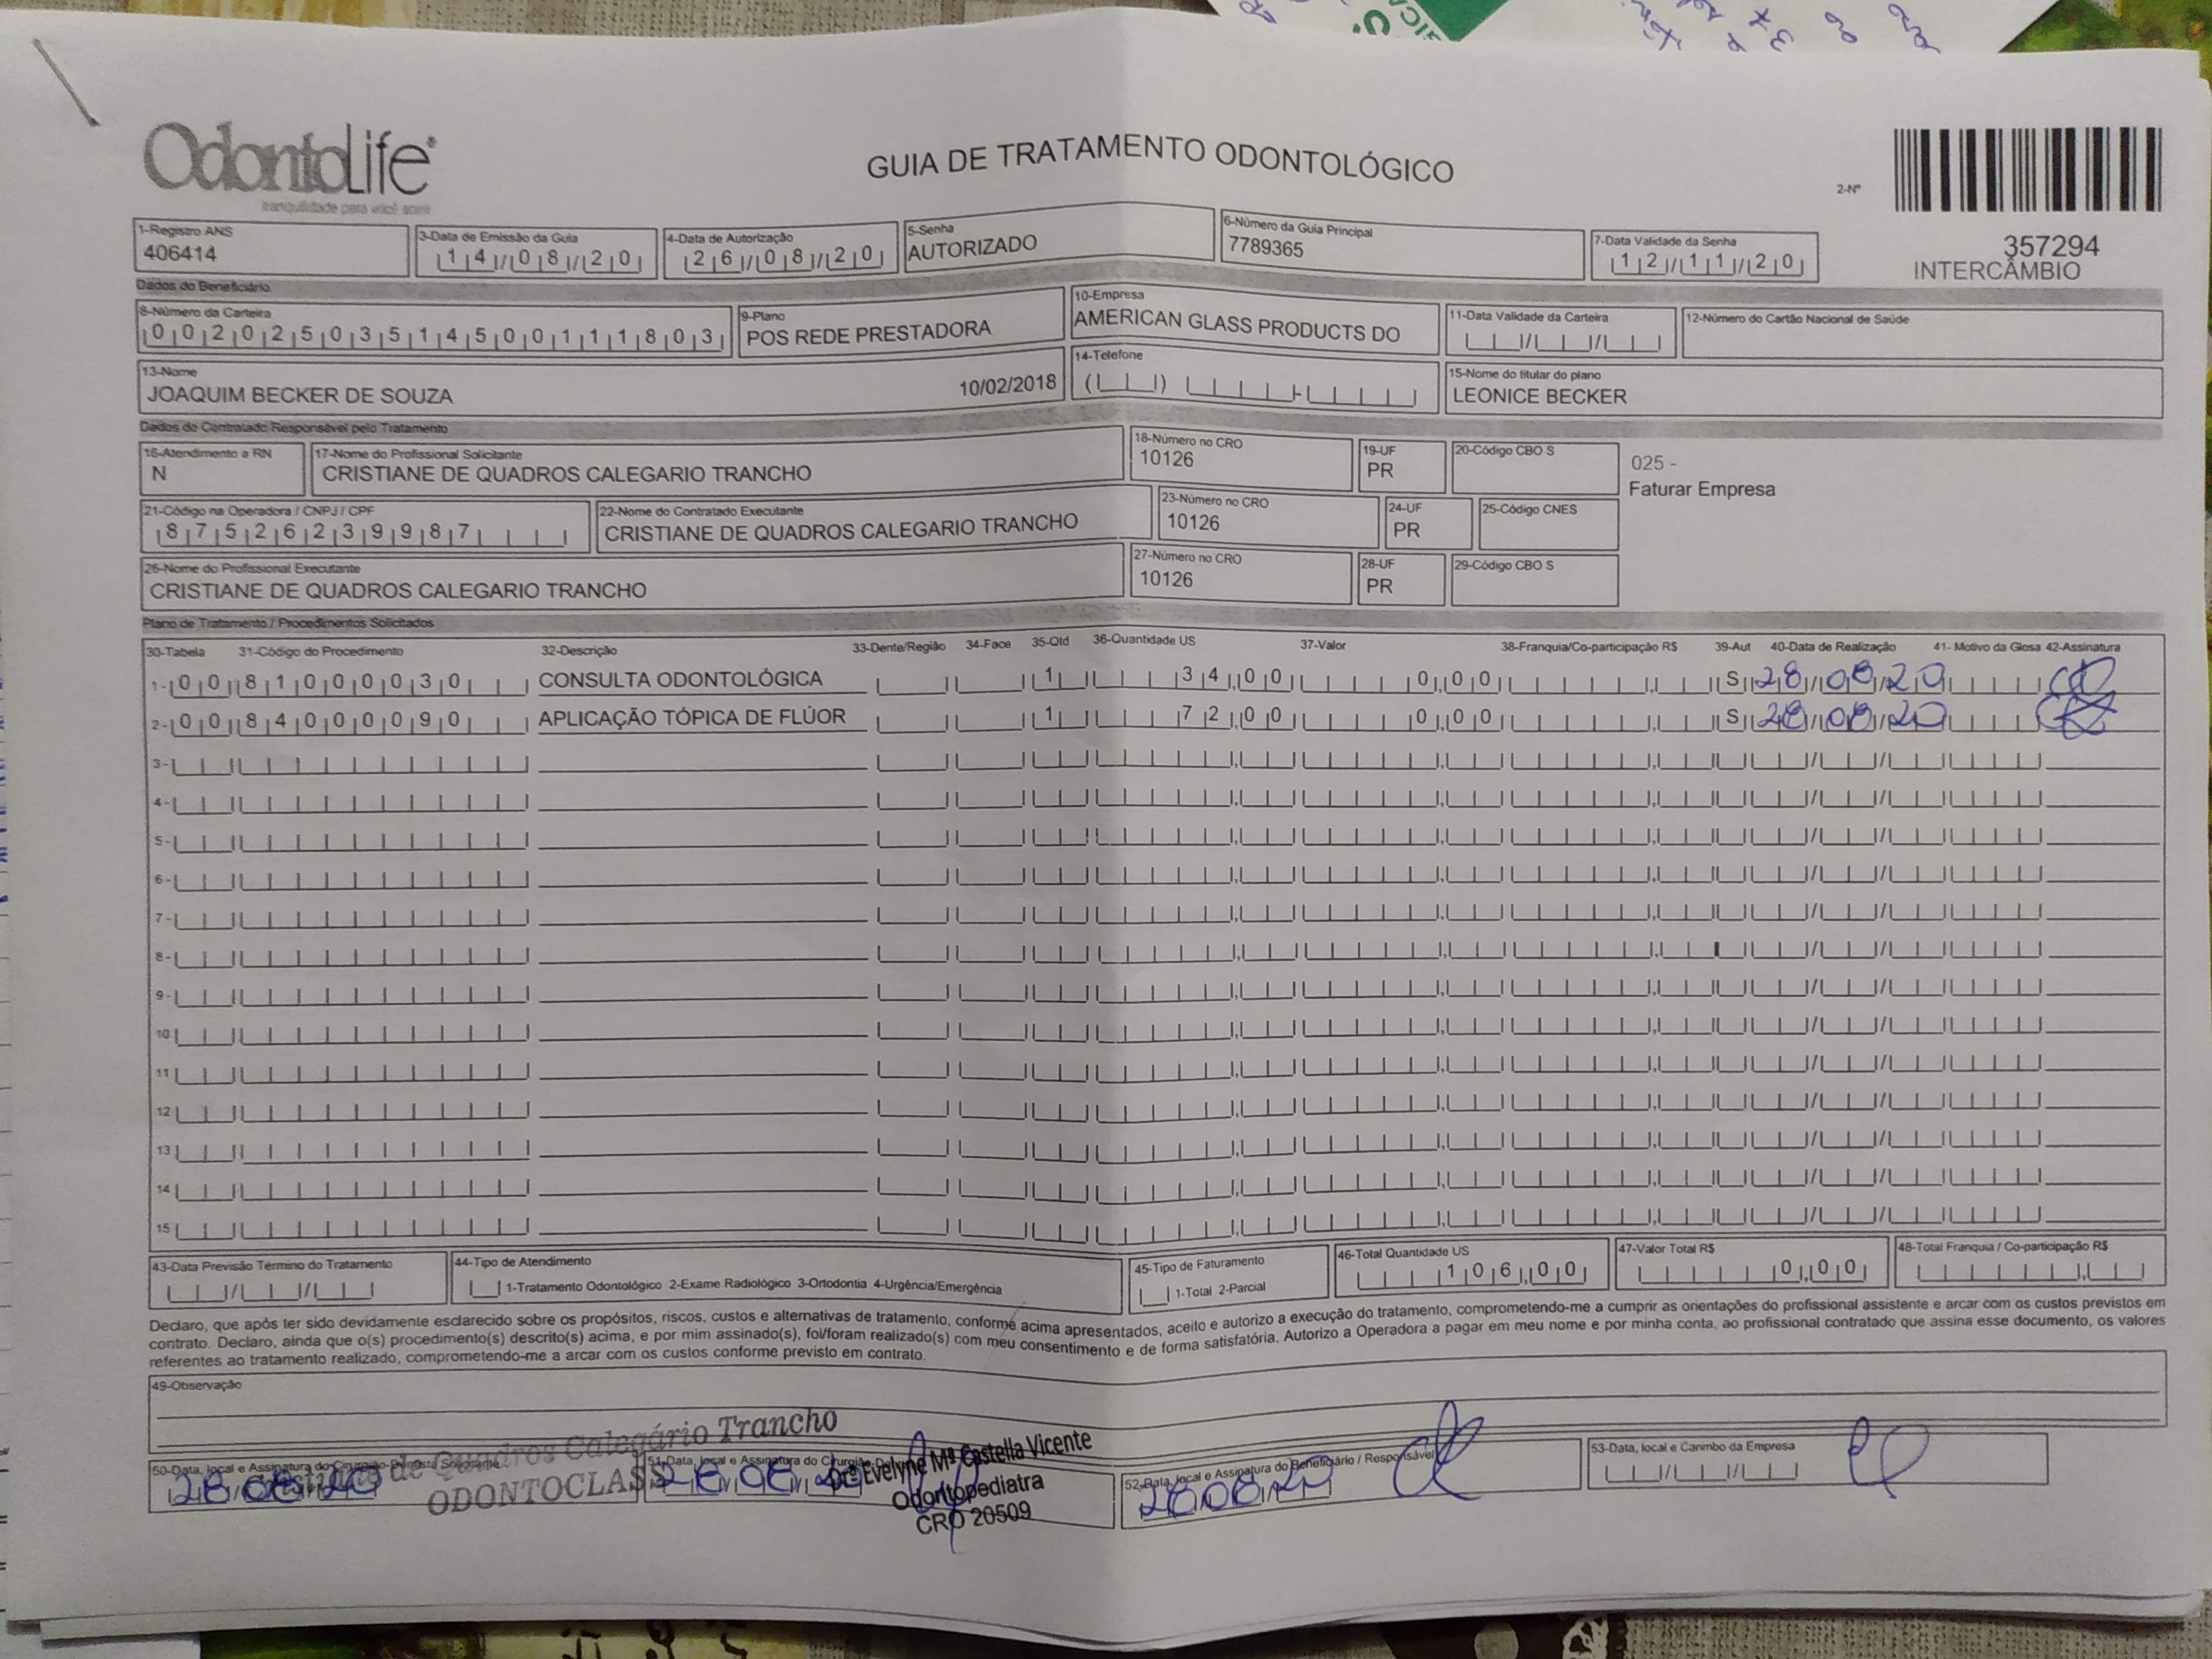 OdontoLife
tranquilidade para você sorrir
GUIA DE TRATAMENTO ODONTOLÓGICO
2-Nº
357294
INTERCÂMBIO
1-Registro ANS
406414
3-Data de Emissão da Guia
14/08/20
4-Data de Autorização
26/08/20
5-Senha
AUTORIZADO
6-Número da Guia Principal
7789365
7-Data Validade da Senha
12/11/20
Dados do Beneficiário
8-Número da Carteira
00202503514500111803
9-Plano
POS REDE PRESTADORA
10-Empresa
AMERICAN GLASS PRODUCTS DO
11-Data Validade da Carteira
12-Número do Cartão Nacional de Saúde
13-Nome
JOAQUIM BECKER DE SOUZA 10/02/2018
14-Telefone
15-Nome do titular do plano
LEONICE BECKER
Dados do Contratado Responsável pelo Tratamento
16-Atendimento a RN
N
17-Nome do Profissional Solicitante
CRISTIANE DE QUADROS CALEGARIO TRANCHO
18-Número no CRO
10126
19-UF
PR
20-Código CBO S
025 -
Faturar Empresa
21-Código na Operadora / CNPJ / CPF
87526239987
22-Nome do Contratado Executante
CRISTIANE DE QUADROS CALEGARIO TRANCHO
23-Número no CRO
10126
24-UF
PR
25-Código CNES
26-Nome do Profissional Executante
CRISTIANE DE QUADROS CALEGARIO TRANCHO
27-Número no CRO
10126
28-UF
PR
29-Código CBO S
Plano de Tratamento / Procedimentos Solicitados
30-Tabela 31-Código do Procedimento 32-Descrição 33-Dente/Região 34-Face 35-Qtd 36-Quantidade US 37-Valor 38-Franquia/Co-participação R$ 39-Aut 40-Data de Realização 41- Motivo da Glosa 42-Assinatura
1- 00 81000030 CONSULTA ODONTOLÓGICA 1 34,00 0,00 S 28/08/20
2- 00 84000090 APLICAÇÃO TÓPICA DE FLÚOR 1 72,00 0,00 S 28/08/20
3-
4-
5-
6-
7-
8-
9-
10
11
12
13
14
15
43-Data Previsão Término do Tratamento
44-Tipo de Atendimento
1-Tratamento Odontológico 2-Exame Radiológico 3-Ortodontia 4-Urgência/Emergência
45-Tipo de Faturamento
1-Total 2-Parcial
46-Total Quantidade US
106,00
47-Valor Total R$
0,00
48-Total Franquia / Co-participação R$
Declaro, que após ter sido devidamente esclarecido sobre os propósitos, riscos, custos e alternativas de tratamento, conforme acima apresentados, aceito e autorizo a execução do tratamento, comprometendo-me a cumprir as orientações do profissional assistente e arcar com os custos previstos em
contrato. Declaro, ainda que o(s) procedimento(s) descrito(s) acima, e por mim assinado(s), foi/foram realizado(s) com meu consentimento e de forma satisfatória. Autorizo a Operadora a pagar em meu nome e por minha conta, ao profissional contratado que assina esse documento, os valores
referentes ao tratamento realizado, comprometendo-me a arcar com os custos conforme previsto em contrato.
49-Observação
50-Data, local e Assinatura do Cirurgião-Dentista Solicitante
28 08 20
Cristiane de Quadros Calegário Trancho
ODONTOCLASS
51-Data, local e Assinatura do Cirurgião
28 08 20
Drª Evelyne Mª Castella Vicente
Odontopediatra
CRO 20509
52-Data, local e Assinatura do Beneficiário / Responsável
28 08 20
53-Data, local e Carimbo da Empresa